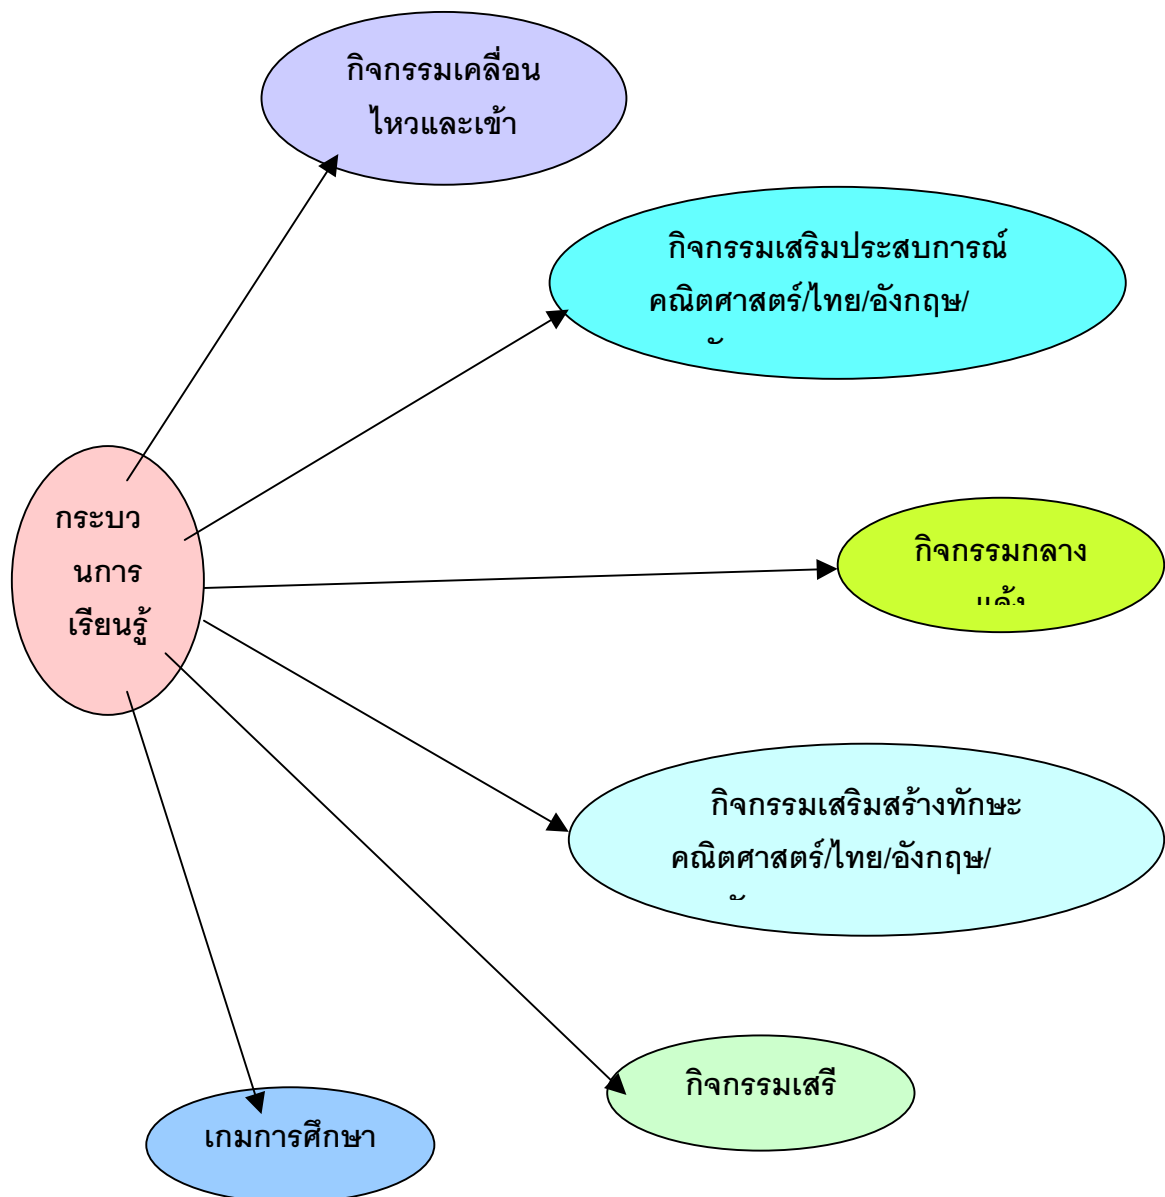 กิจกรรมเคลื่อน
ไหวและเข้า
กิจกรรมเสริมประสบการณ์
คณิตศาสตร์/ไทย/อังกฤษ/
กระบว
นการ
เรียนรู้
กิจกรรมกลาง
แจ้ง
กิจกรรมเสริมสร้างทักษะ
คณิตศาสตร์/ไทย/อังกฤษ/
กิจกรรมเสรี
เกมการศึกษา